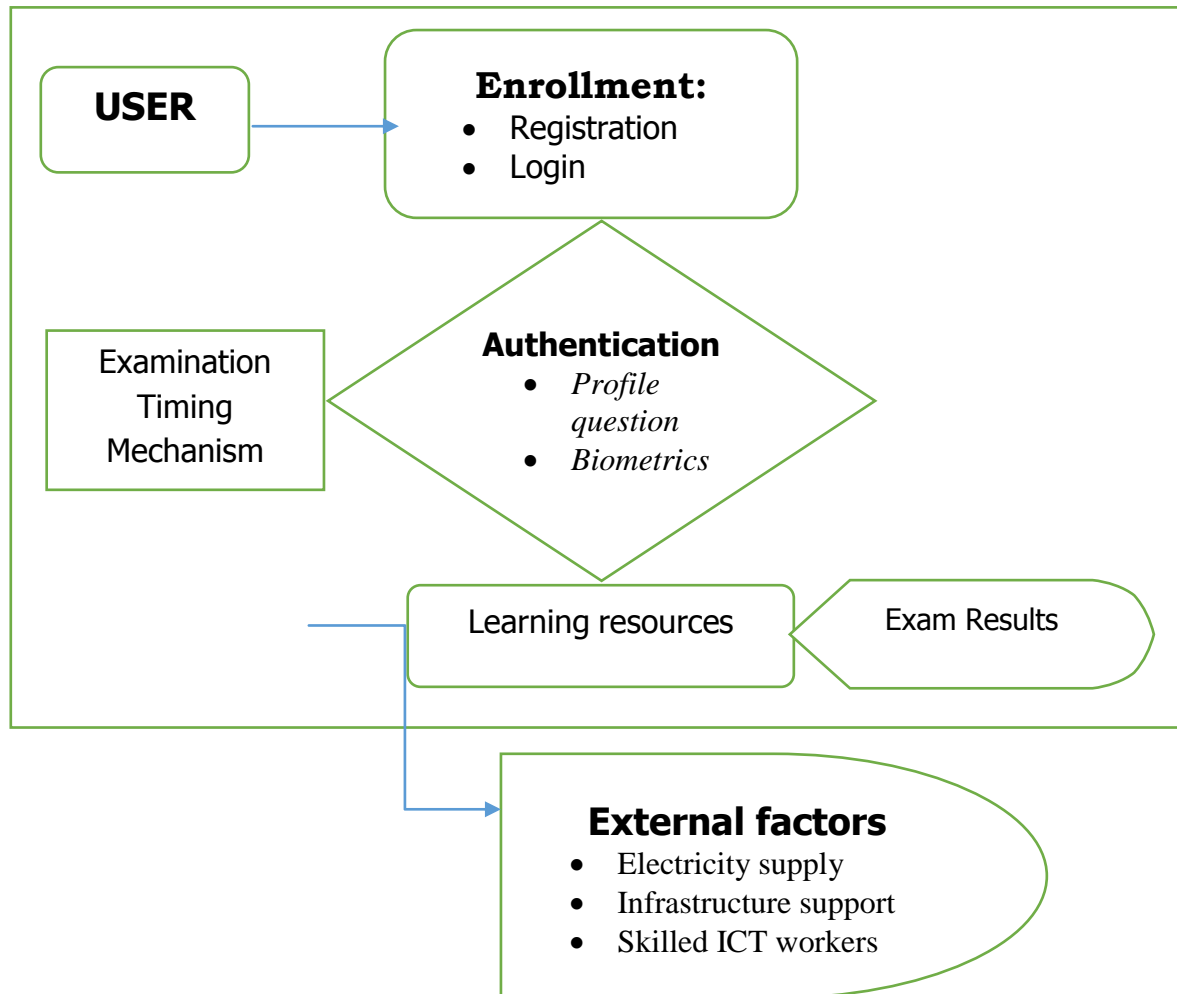 USER
Enrollment:
• Registration
• Login
Examination
Timing
Mechanism
Authentication
• Profile
question
• Biometrics
Learning resources
Exam Results
External factors
• Electricity supply
• Infrastructure support
• Skilled ICT workers